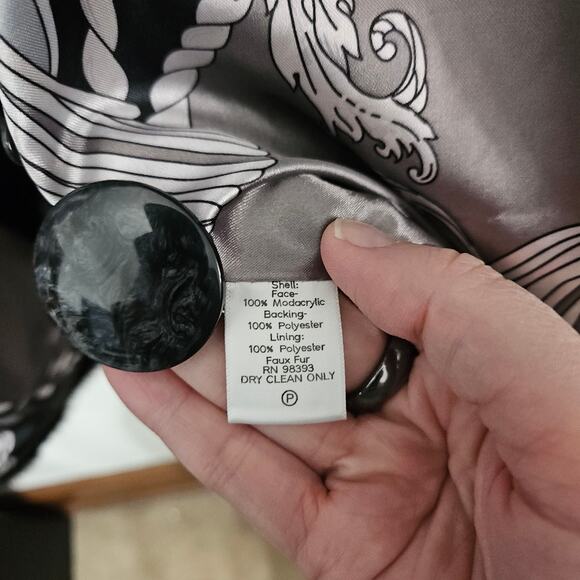 Shell:
Face-
100% Modacrylic
Backing-
100% Polyester
Lining:
100% Polyester
Faux Fur
RN 98393
DRY CLEAN ONLY
P